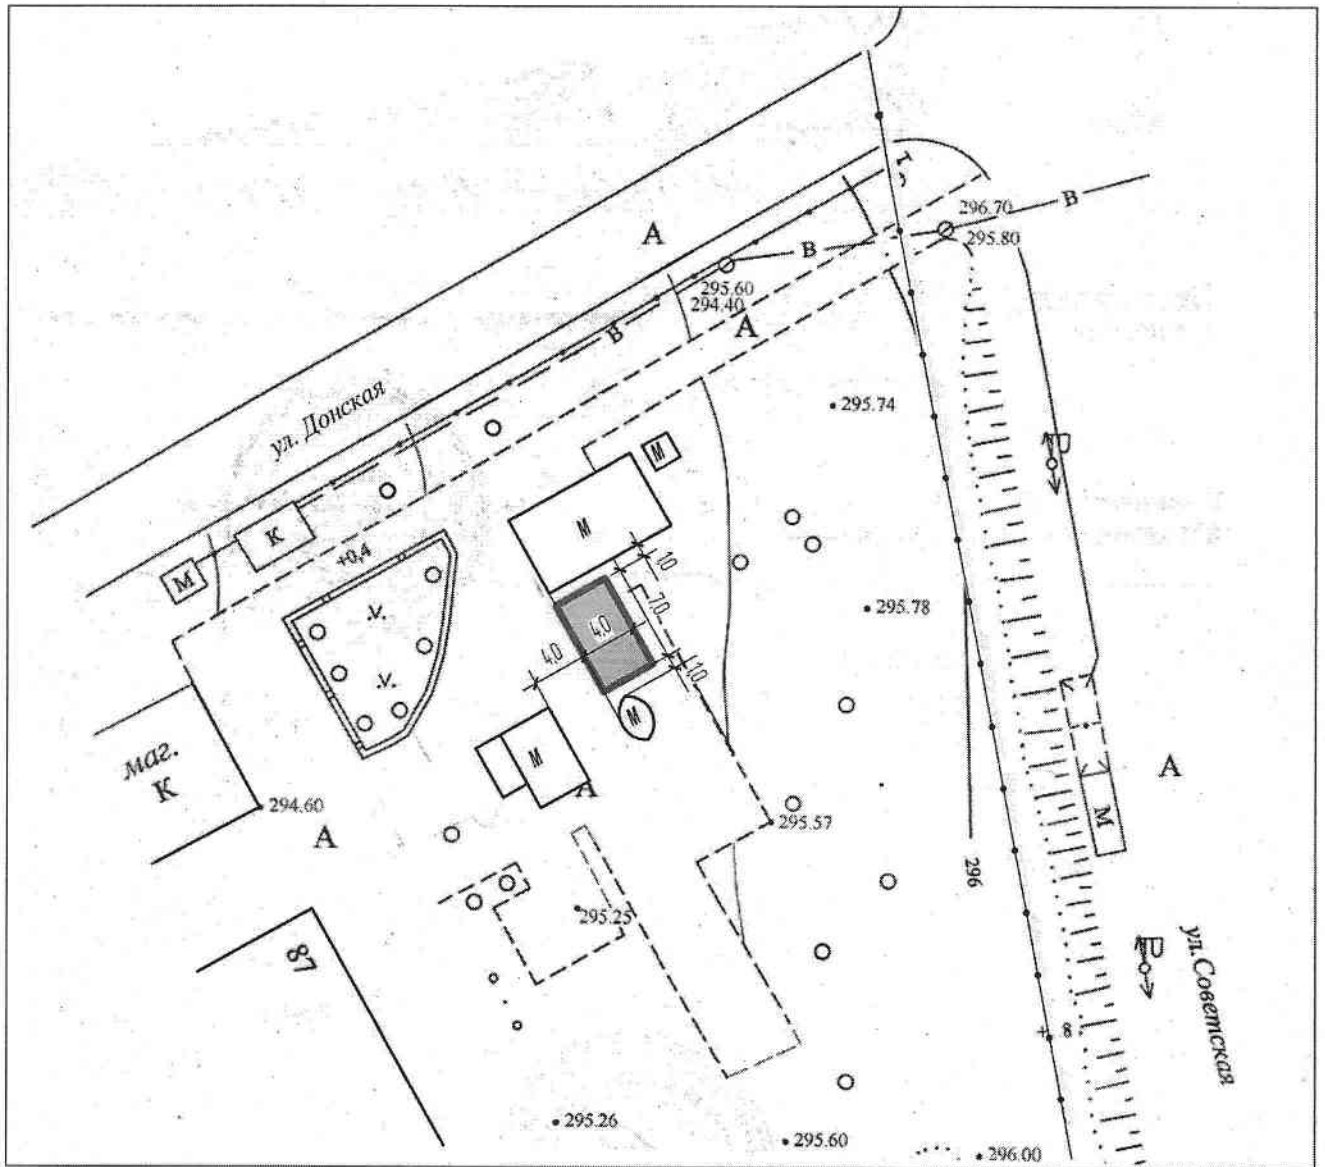 Т
296.70
В
295.80
А
В
295.60
294.40
А
В
295.74
ул. Донская
М
К
М
+0,4
М
1,0
295.78
7,0
4,0
4,0
1,0
.v.
.v.
М
маг.
К
М
А
294.60
А
295.57
А
М
296
295.25
87
ул.Советская
8
295.26
295.60
296.00